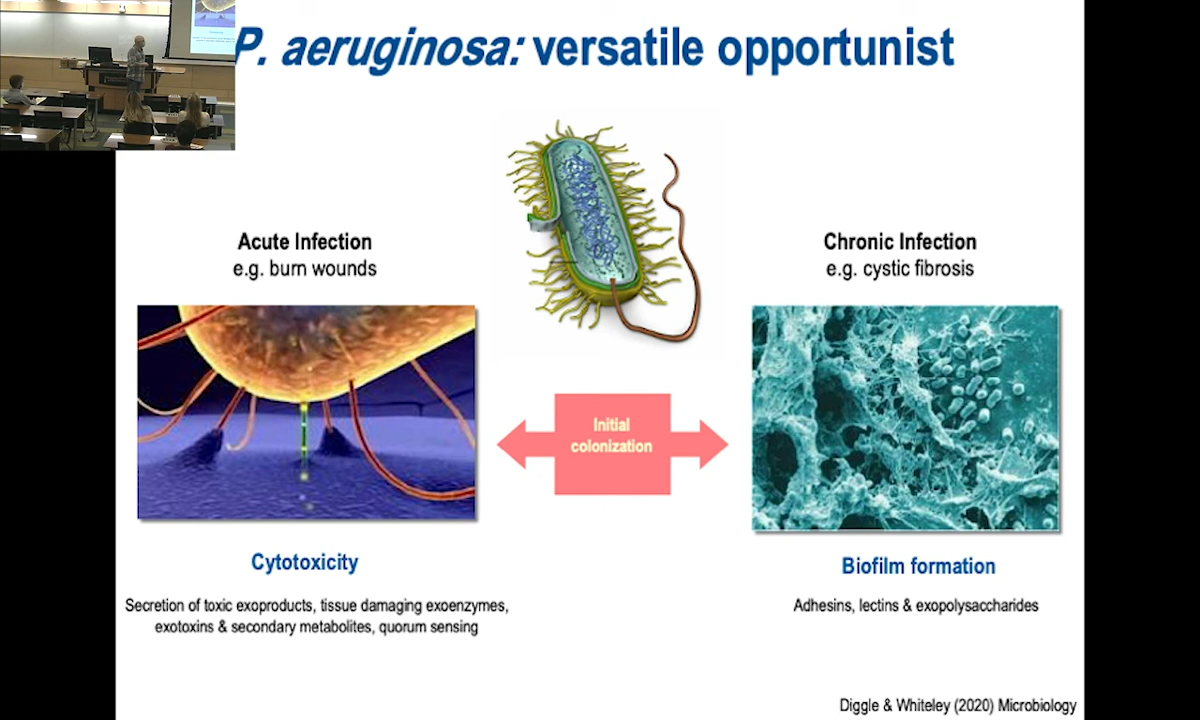 P. aeruginosa: versatile opportunist
Acute Infection
e.g. burn wounds
Chronic Infection
e.g. cystic fibrosis
Initial
colonization
Cytotoxicity
Secretion of toxic exoproducts, tissue damaging exoenzymes,
exotoxins & secondary metabolites, quorum sensing
Biofilm formation
Adhesins, lectins & exopolysaccharides
Diggle & Whiteley (2020) Microbiology